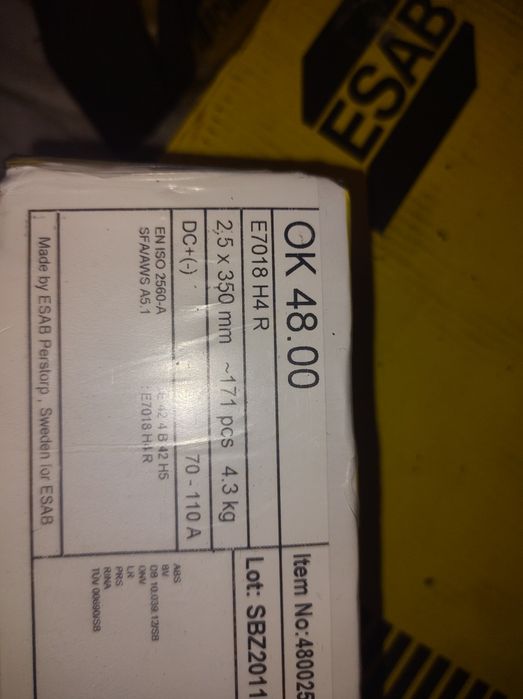 ESAB
OK 48.00
E7018 H4 R
2,5 x 350 mm ~171 pcs 4.3 kg
DC+(-) 70 - 110 A
EN ISO 2560-A : E 42 4 B 42 H5
SFA/AWS A5.1 : E7018 H4 R
Made by ESAB Perstorp , Sweden for ESAB
Item No:480025
Lot: SBZ2011
ABS
BV
DB 10.039.12/SB
DNV
LR
PRS
RINA
TÜV 00690/SB